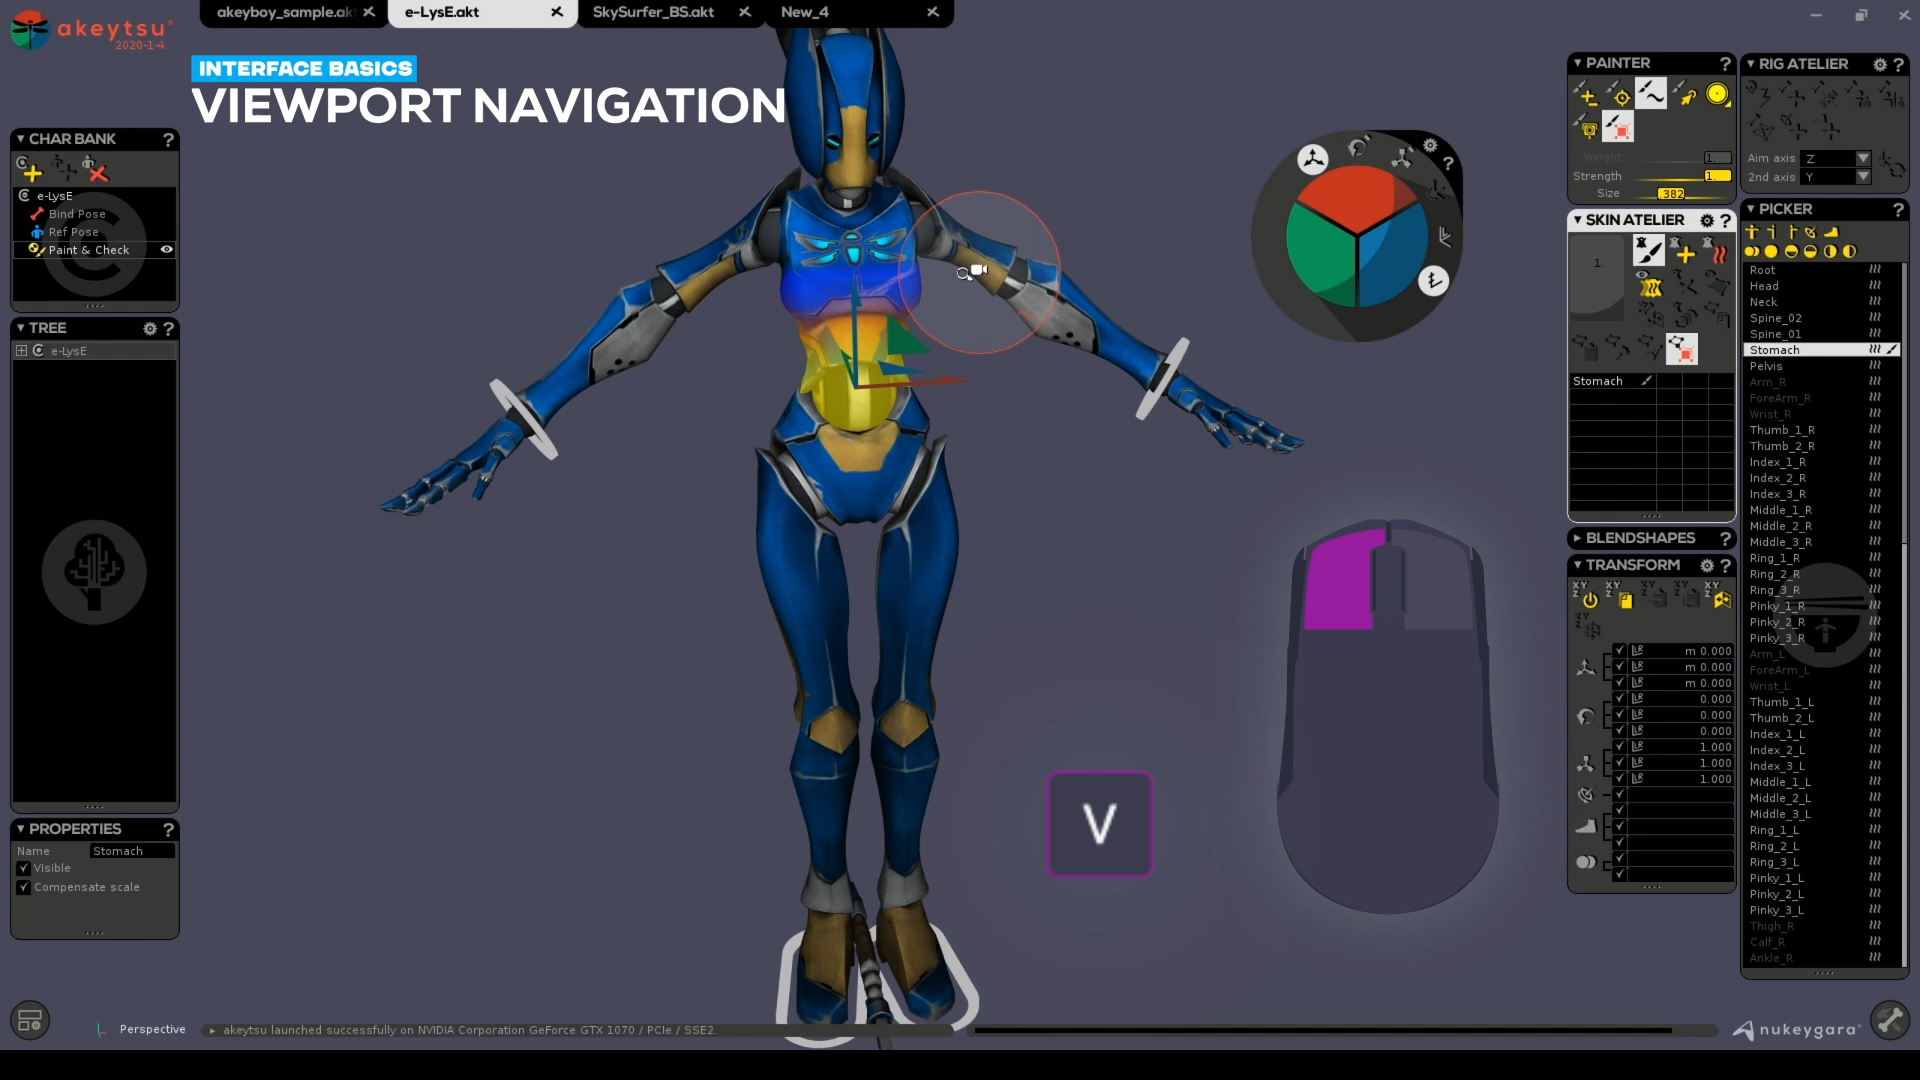 akeytsu
2020-1-4
akeyboy_sample.ak
e-LysE.akt
SkySurfer_BS.akt
New_4
INTERFACE BASICS
VIEWPORT NAVIGATION
CHAR BANK ?
e-LysE
Bind Pose
Ref Pose
Paint & Check
TREE ?
e-LysE
PROPERTIES ?
Name Stomach
Visible
Compensate scale
V
?
PAINTER ?
Weight 1.
Strength 1.
Size .382
SKIN ATELIER ?
1.
Stomach
BLENDSHAPES ?
TRANSFORM ?
m 0.000
m 0.000
m 0.000
0.000
0.000
0.000
1.000
1.000
1.000
RIG ATELIER ?
Aim axis Z
2nd axis Y
PICKER ?
Root
Head
Neck
Spine_02
Spine_01
Stomach
Pelvis
Arm_R
ForeArm_R
Wrist_R
Thumb_1_R
Thumb_2_R
Index_1_R
Index_2_R
Index_3_R
Middle_1_R
Middle_2_R
Middle_3_R
Ring_1_R
Ring_2_R
Ring_3_R
Pinky_1_R
Pinky_2_R
Pinky_3_R
Arm_L
ForeArm_L
Wrist_L
Thumb_1_L
Thumb_2_L
Index_1_L
Index_2_L
Index_3_L
Middle_1_L
Middle_2_L
Middle_3_L
Ring_1_L
Ring_2_L
Ring_3_L
Pinky_1_L
Pinky_2_L
Pinky_3_L
Thigh_R
Calf_R
Ankle_R
Perspective
akeytsu launched successfully on NVIDIA Corporation GeForce GTX 1070 / PCIe / SSE2.
nukeygara